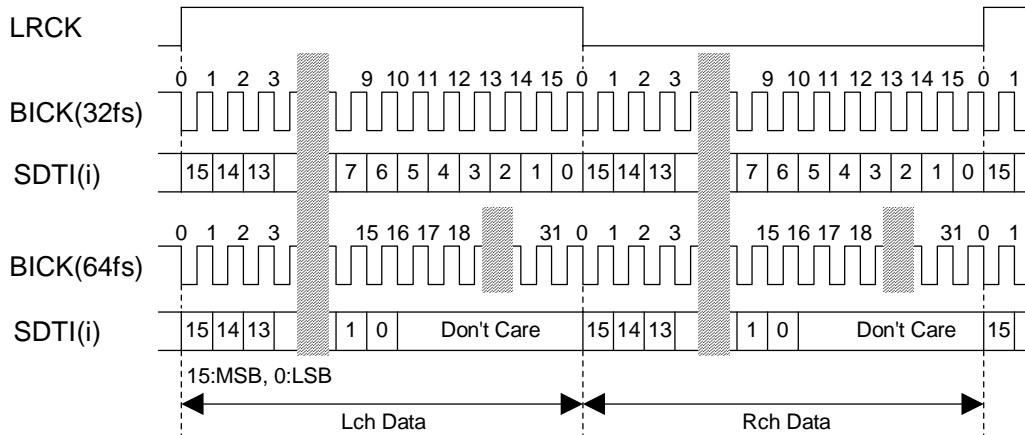 LRCK
0 1 2 3 9 10 11 12 13 14 15 0 1 2 3 9 10 11 12 13 14 15 0 1
BICK(32fs)
SDTI(i) 15 14 13 7 6 5 4 3 2 1 0 15 14 13 7 6 5 4 3 2 1 0 15
0 1 2 3 15 16 17 18 31 0 1 2 3 15 16 17 18 31 0 1
BICK(64fs)
SDTI(i) 15 14 13 1 0 Don't Care 15 14 13 1 0 Don't Care 15
15:MSB, 0:LSB
Lch Data Rch Data